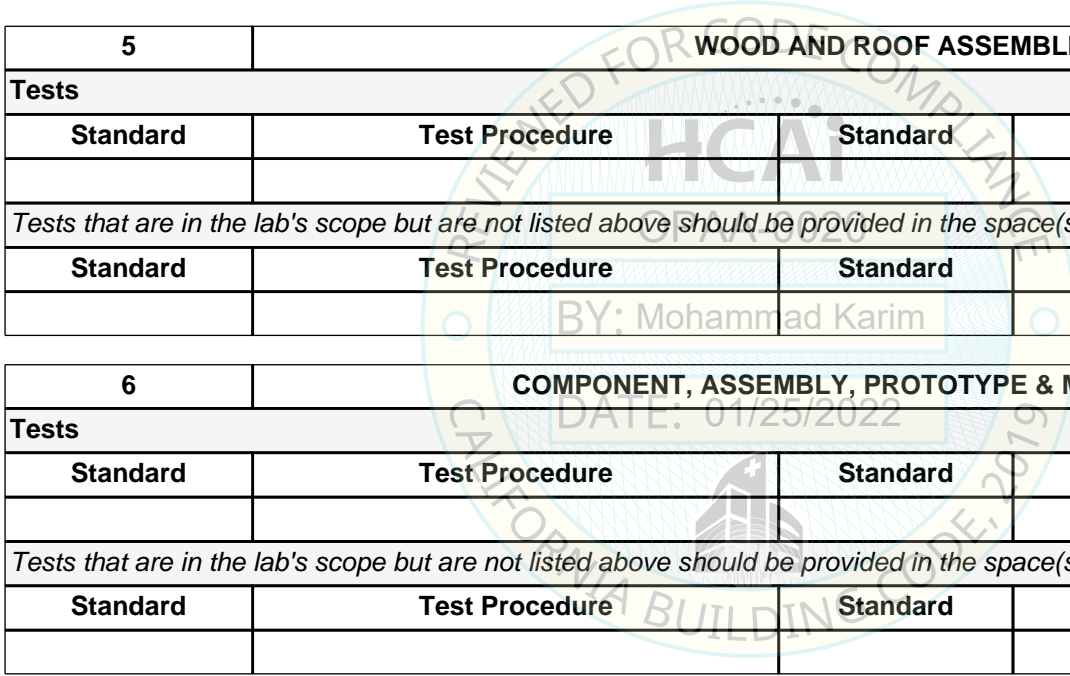 5 WOOD AND ROOF
Tests
Standard Test Procedure Standard
Tests that are in the lab's scope but are not listed above should be provided in the
Standard Test Procedure Standard
6 COMPONENT, ASSEMBLY, PROTOTYPE &
Tests
Standard Test Procedure Standard
Tests that are in the lab's scope but are not listed above should be provided in the
Standard Test Procedure Standard
REVIEWED FOR CODE COMPLIANCE
HCAi
OPAA-0020
BY: Mohammad Karim
DATE: 01/25/2022
CALIFORNIA BUILDING CODE, 2019